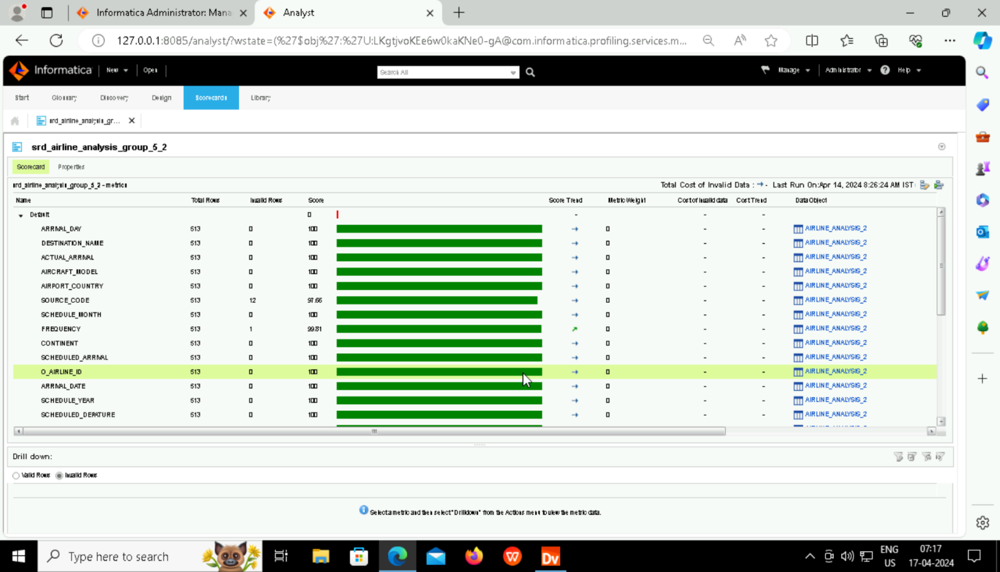 Informatica Administrator: Mana
Analyst
127.0.0.1:8085/analyst/?wstate=(%27$obj%27:%27U:LKgtjvoKEe6w0kaKNe0-gA@com.informatica.profiling.services.m...
Informatica New Open Search All Manage Administrator Help
Start Glossary Discovery Design Scorecards Library
srd_airline_analysis_gr...
srd_airline_analysis_group_5_2
Scorecard Properties
srd_airline_analysis_group_5_2 - metrics Total Cost of Invalid Data : - Last Run On:Apr 14, 2024 8:26:24 AM IST
Name Total Rows Invalid Rows Score Score Trend Metric Weight Cost of Invalid data Cost Trend Data Object
Default 0 - - -
ARRIVAL_DAY 513 0 100 0 - - AIRLINE_ANALYSIS_2
DESTINATION_NAME 513 0 100 0 - - AIRLINE_ANALYSIS_2
ACTUAL_ARRIVAL 513 0 100 0 - - AIRLINE_ANALYSIS_2
AIRCRAFT_MODEL 513 0 100 0 - - AIRLINE_ANALYSIS_2
AIRPORT_COUNTRY 513 0 100 0 - - AIRLINE_ANALYSIS_2
SOURCE_CODE 513 12 97.66 0 - - AIRLINE_ANALYSIS_2
SCHEDULE_MONTH 513 0 100 0 - - AIRLINE_ANALYSIS_2
FREQUENCY 513 1 99.81 0 - - AIRLINE_ANALYSIS_2
CONTINENT 513 0 100 0 - - AIRLINE_ANALYSIS_2
SCHEDULED_ARRIVAL 513 0 100 0 - - AIRLINE_ANALYSIS_2
O_AIRLINE_ID 513 0 100 0 - - AIRLINE_ANALYSIS_2
ARRIVAL_DATE 513 0 100 0 - - AIRLINE_ANALYSIS_2
SCHEDULE_YEAR 513 0 100 0 - - AIRLINE_ANALYSIS_2
SCHEDULED_DEPATURE 513 0 100 0 - - AIRLINE_ANALYSIS_2
Drill down:
Valid Rows Invalid Rows
Select a metric and then select "Drilldown" from the Actions menu to view the metric data.
Type here to search
Dv
ENG
US
07:17
17-04-2024